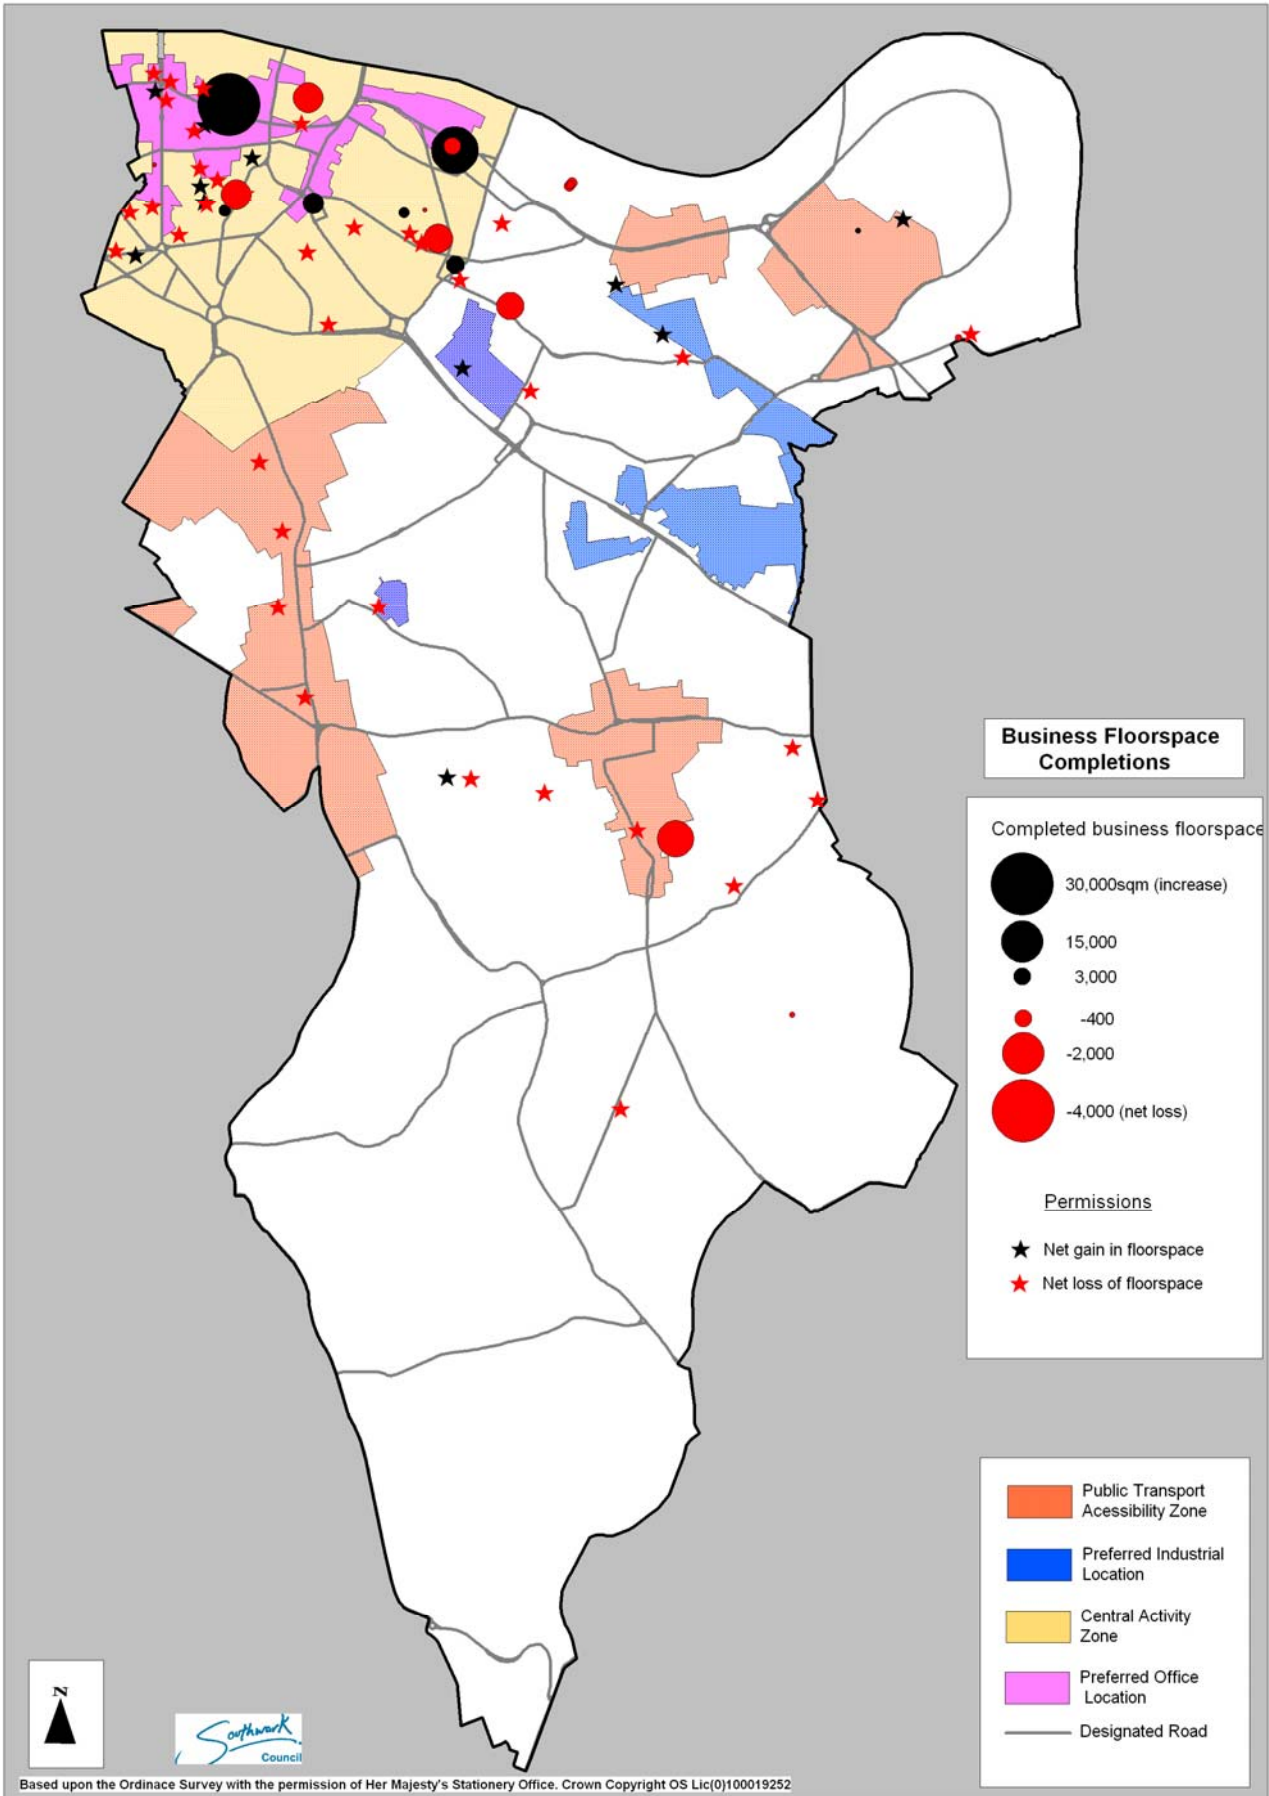 Business Floorspace
Completions
Completed business floorspace
30,000sqm (increase)
15,000
3,000
-400
-2,000
-4,000 (net loss)
Permissions
Net gain in floorspace
Net loss of floorspace
Public Transport
Acessibility Zone
Preferred Industrial
Location
Central Activity
Zone
Preferred Office
Location
Designated Road
N
Southwark
Council
Based upon the Ordinace Survey with the permission of Her Majesty's Stationery Office. Crown Copyright OS Lic(0)100019252